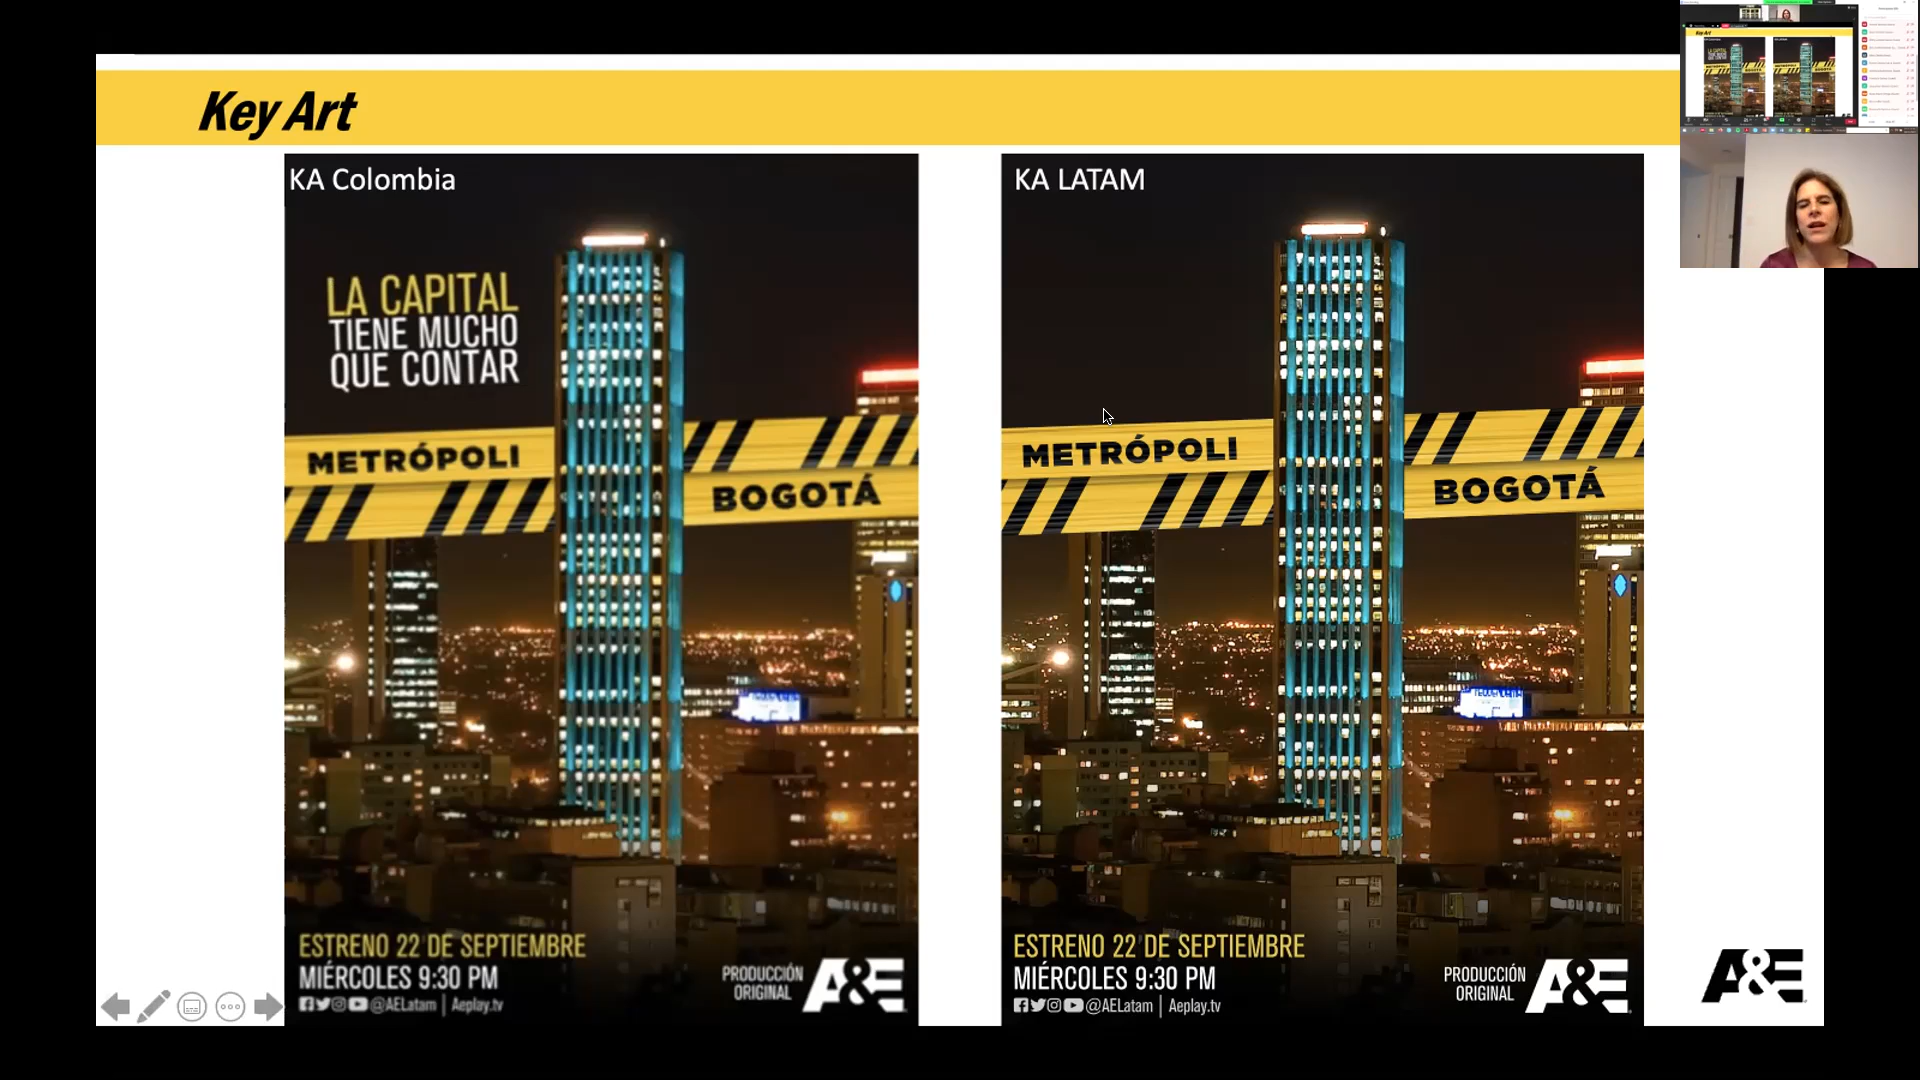 Key Art
KA Colombia
LA CAPITAL
TIENE MUCHO
QUE CONTAR
METRÓPOLI
BOGOTÁ
ESTRENO 22 DE SEPTIEMBRE
MIÉRCOLES 9:30 PM
@AELatam | Aeplay.tv
PRODUCCIÓN
ORIGINAL
A&E
KA LATAM
METRÓPOLI
BOGOTÁ
ESTRENO 22 DE SEPTIEMBRE
MIÉRCOLES 9:30 PM
@AELatam | Aeplay.tv
PRODUCCIÓN
ORIGINAL
A&E
A&E